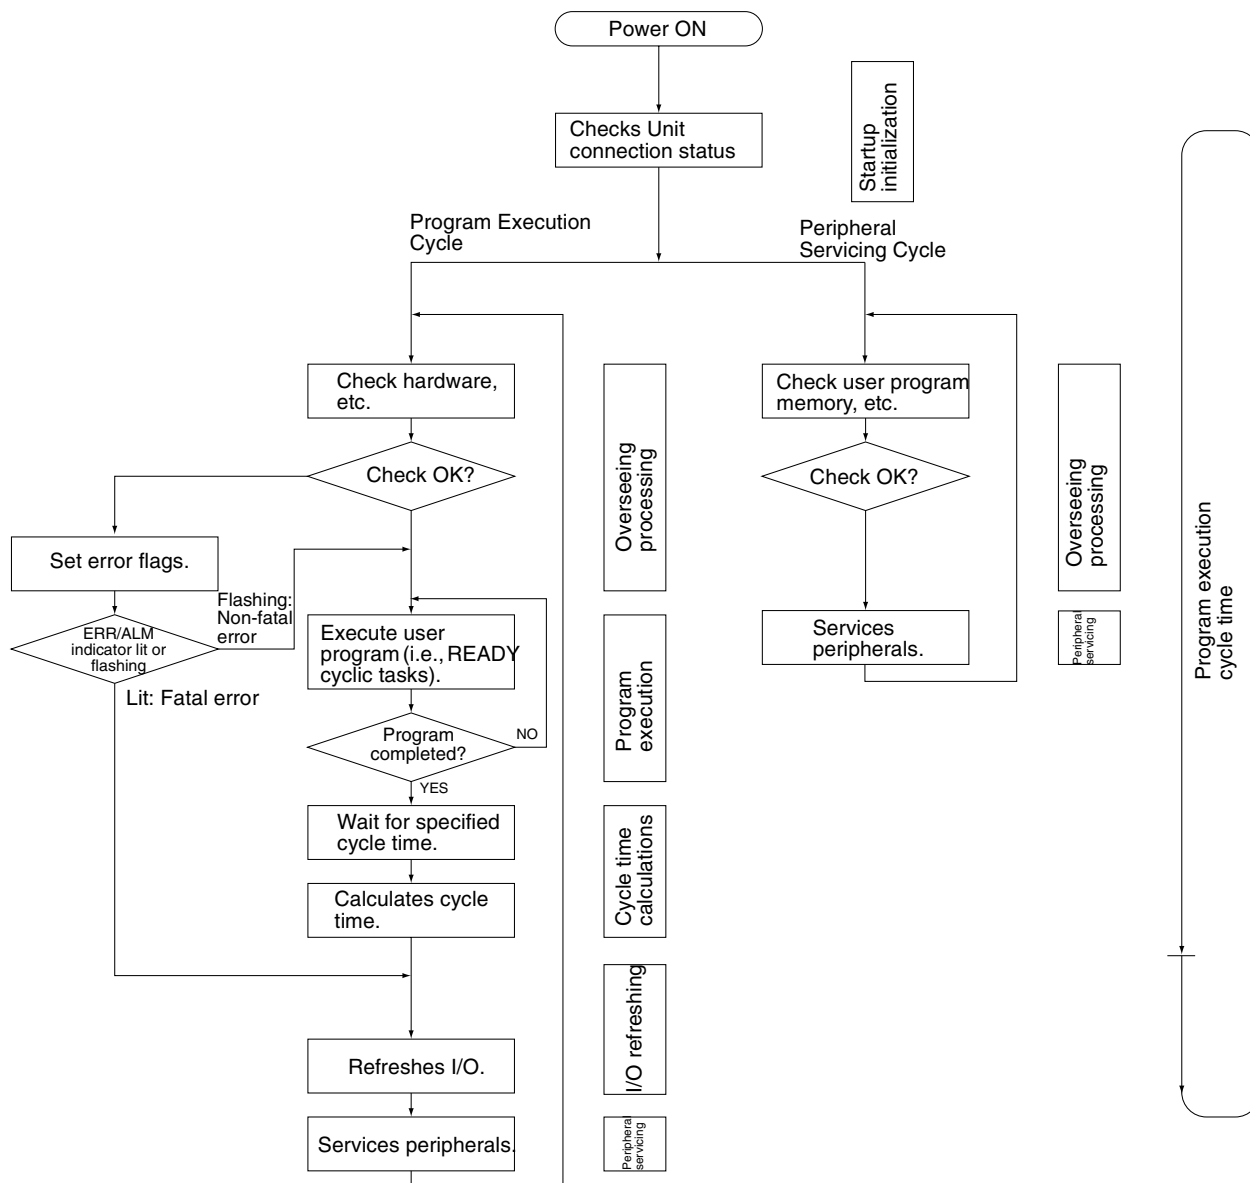 Power ON
Checks Unit
connection status
Startup
initialization
Program Execution
Cycle
Peripheral
Servicing Cycle
Check hardware,
etc.
Check OK?
Overseeing
processing
Check user program
memory, etc.
Check OK?
Overseeing
processing
Program execution
cycle time
Set error flags.
Flashing:
Non-fatal
error
ERR/ALM
indicator lit or
flashing
Lit: Fatal error
Execute user
program (i.e., READY
cyclic tasks).
Program
completed?
NO
YES
Program
execution
Services
peripherals.
Peripheral
servicing
Wait for specified
cycle time.
Calculates cycle
time.
Cycle time
calculations
Refreshes I/O.
I/O refreshing
Services peripherals.
Peripheral
servicing